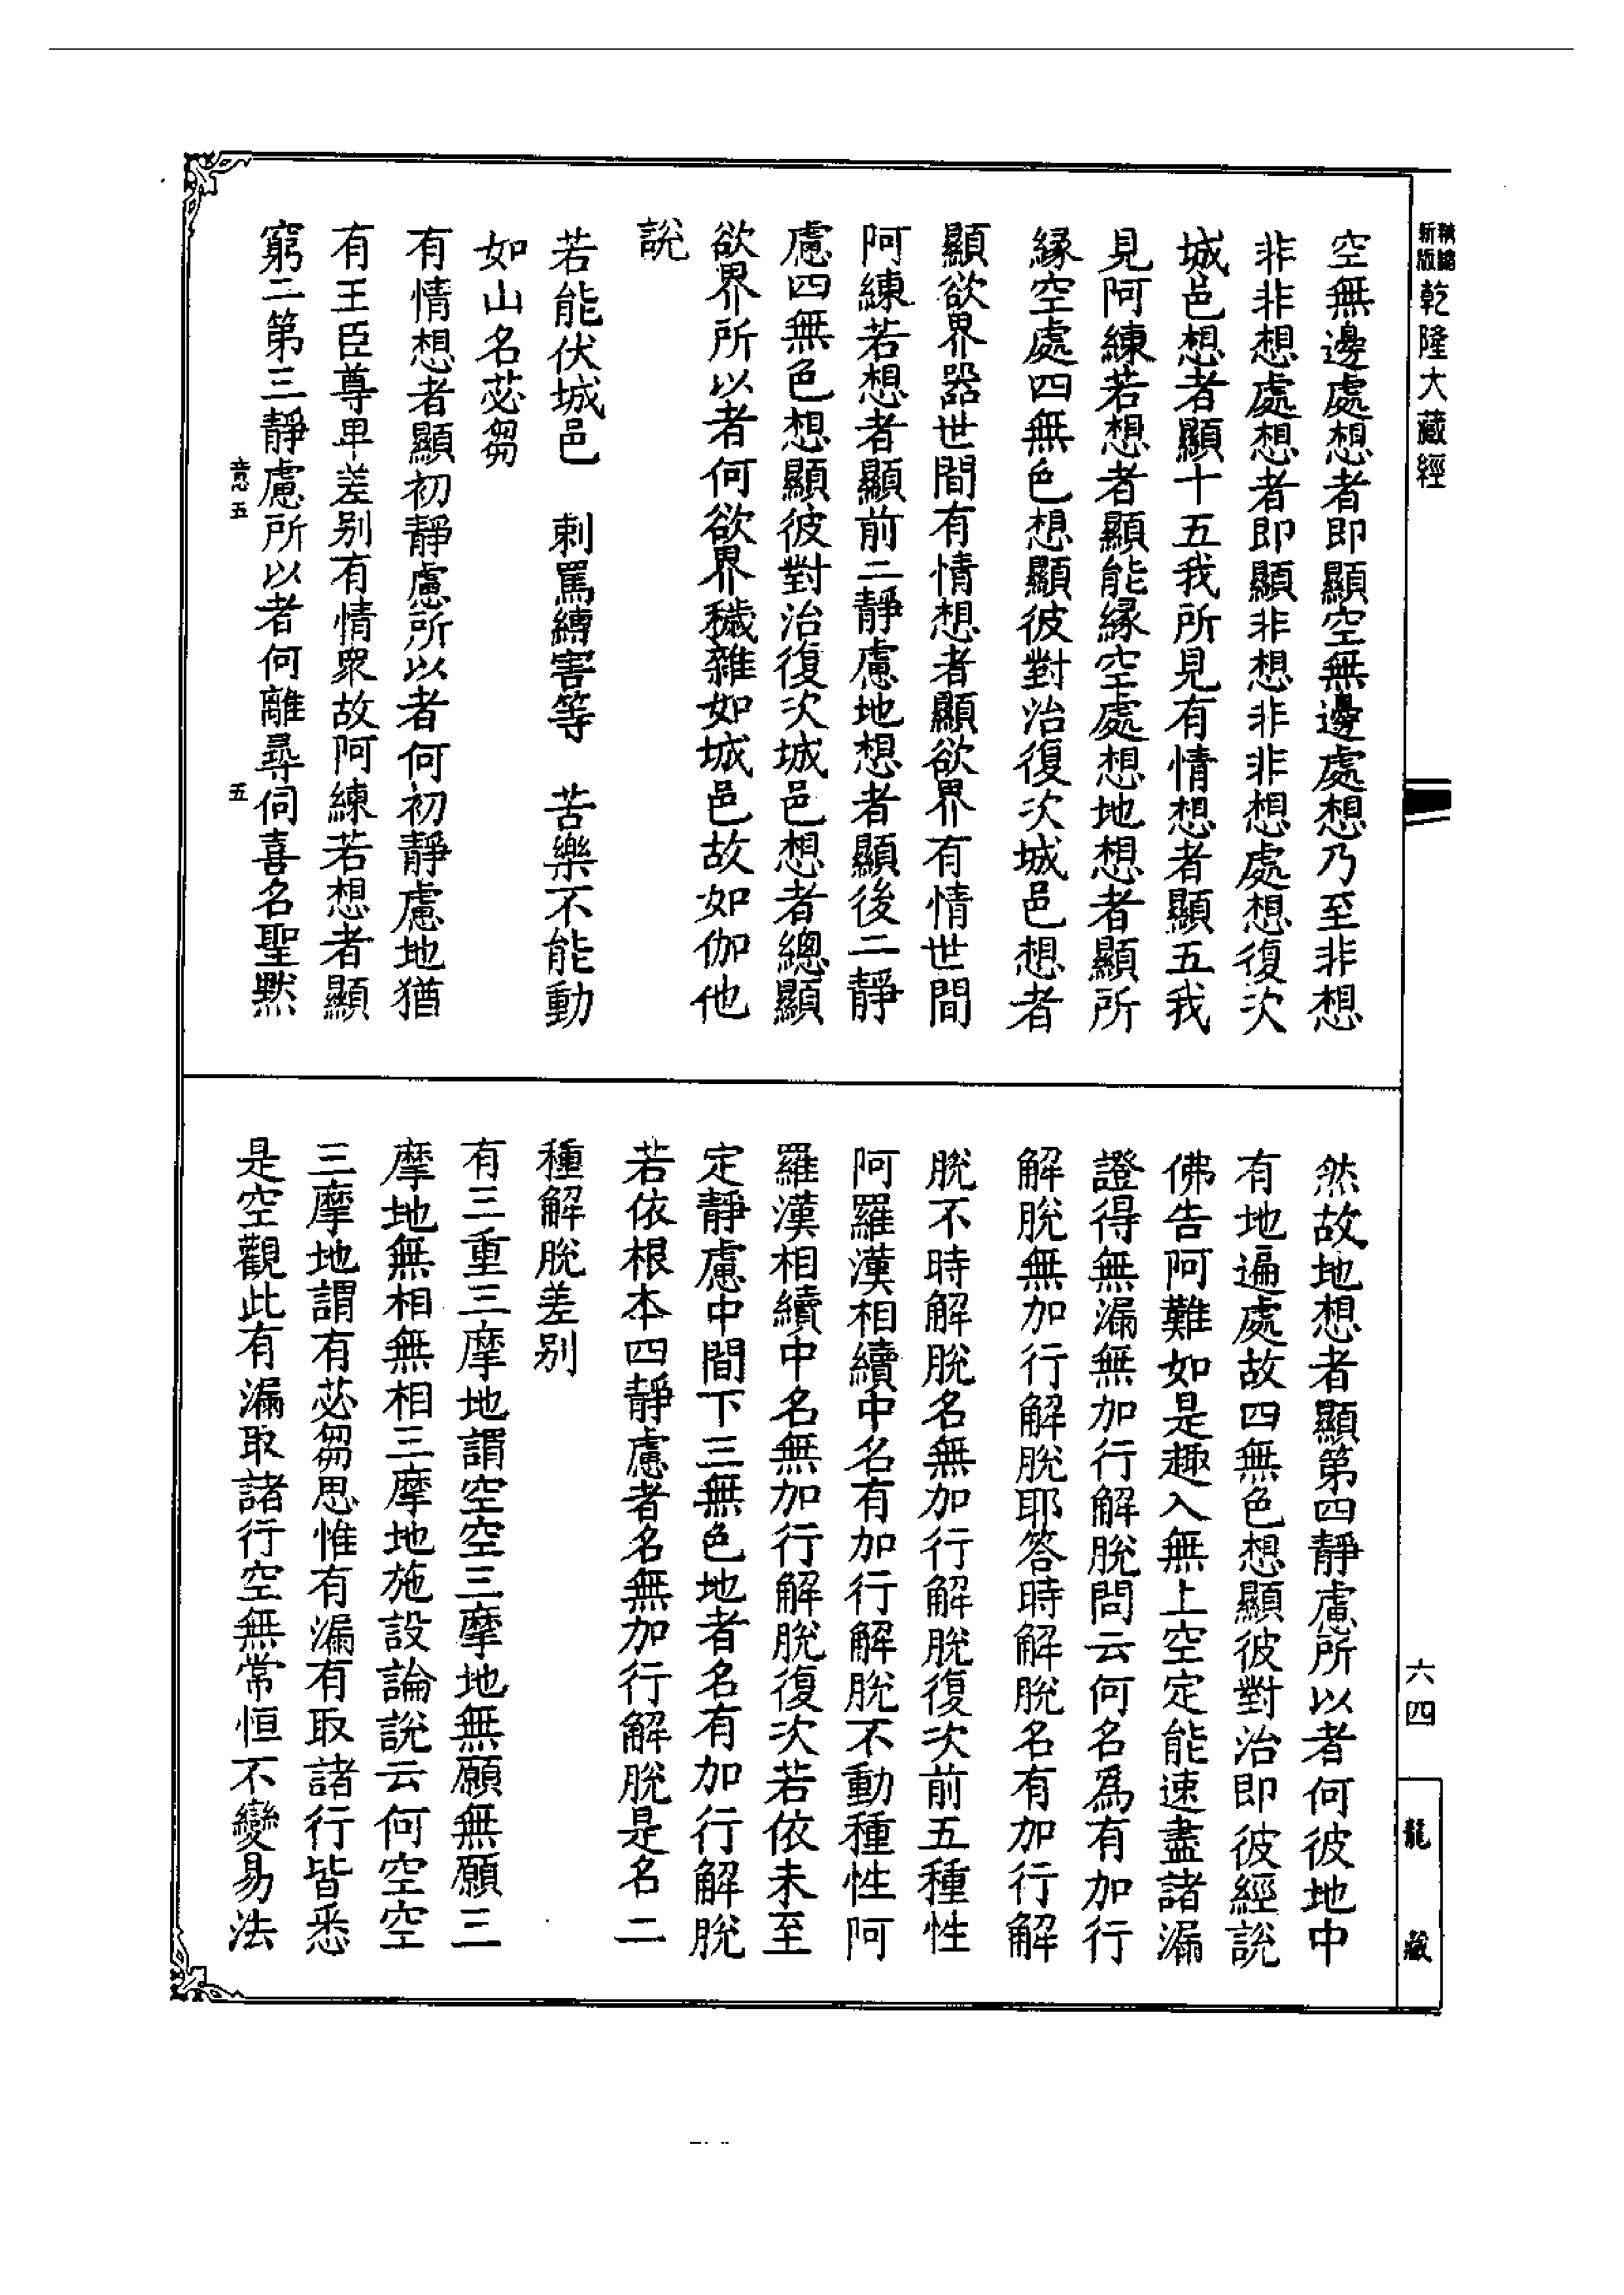 新版
乾隆大藏經
空無邊處想者即顯空無邊處想乃至非想
非非想處想者即顯非想非非想處想復次
城邑想者顯十五我所見有情想者顯五我
見阿練若想者顯能緣空處想地想者顯所
緣空處四無色想顯彼對治復次城邑想者
顯欲界器世間有情想者顯欲界有情世間
阿練若想者顯前二靜慮地想者顯後二靜
慮四無色想顯彼對治復次城邑想者總顯
欲界所以者何欲界穢雜如城邑故如伽他
說
若能伏城邑 刺罵縛害等 苦樂不能動
如山名苾芻
有情想者顯初靜慮所以者何初靜慮地猶
有王臣尊卑差別有情衆故阿練若想者顯
窮二第三靜慮所以者何離尋伺喜名聖默
意五 五
然故地想者顯第四靜慮所以者何彼地中
有地遍處故四無色想顯彼對治即彼經說
佛告阿難如是趣入無上空定能速盡諸漏
證得無漏無加行解脫問云何名爲有加行
解脫無加行解脫耶答時解脫名有加行解
脫不時解脫名無加行解脫復次前五種性
阿羅漢相續中名有加行解脫不動種性阿
羅漢相續中名無加行解脫復次若依未至
定靜慮中間下三無色地者名有加行解脫
若依根本四靜慮者名無加行解脫是名二
種解脫差別
有三重三摩地謂空空三摩地無願無願三
摩地無相無相三摩地施設論說云何空空
三摩地謂有苾芻思惟有漏有取諸行皆悉
是空觀此有漏取諸行空無常恒不變易法
六四
龍藏